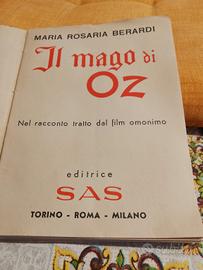 MARIA ROSARIA BERARDI
Il mago di
OZ
Nel racconto tratto dal film omonimo
editrice
SAS
TORINO - ROMA - MILANO